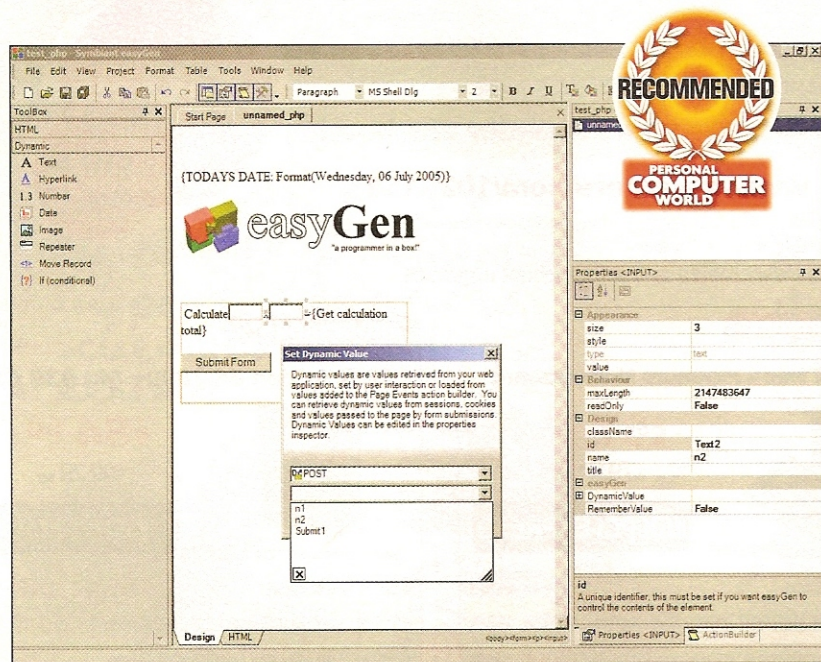 test_php - Symbient easyGen
File Edit View Project Format Table Tools Window Help
Paragraph MS Shell Dlg 2 B I U
RECOMMENDED
PERSONAL
COMPUTER
WORLD
ToolBox
HTML
Dynamic
A Text
A Hyperlink
1.3 Number
Date
Image
Repeater
Move Record
{?} If (conditional)
Start Page unnamed_php
{TODAYS DATE: Format(Wednesday, 06 July 2005)}
easyGen
"a programmer in a box!"
Calculate = {Get calculation
total}
Submit Form
Set Dynamic Value
Dynamic values are values retrieved from your web
application, set by user interaction or loaded from
values added to the Page Events action builder. You
can retrieve dynamic values from sessions, cookies
and values passed to the page by form submissions.
Dynamic Values can be edited in the properties
inspector.
POST
n1
n2
Submit1
Design HTML
<body><form><p><input>
test_php
Properties <INPUT>
Appearance
size 3
style
type text
value
Behaviour
maxLength 2147483647
readOnly False
Design
className
id Text2
name n2
title
easyGen
DynamicValue
RememberValue False
id
A unique identifier, this must be set if you want easyGen to
control the contents of the element.
Properties <INPUT> ActionBuilder